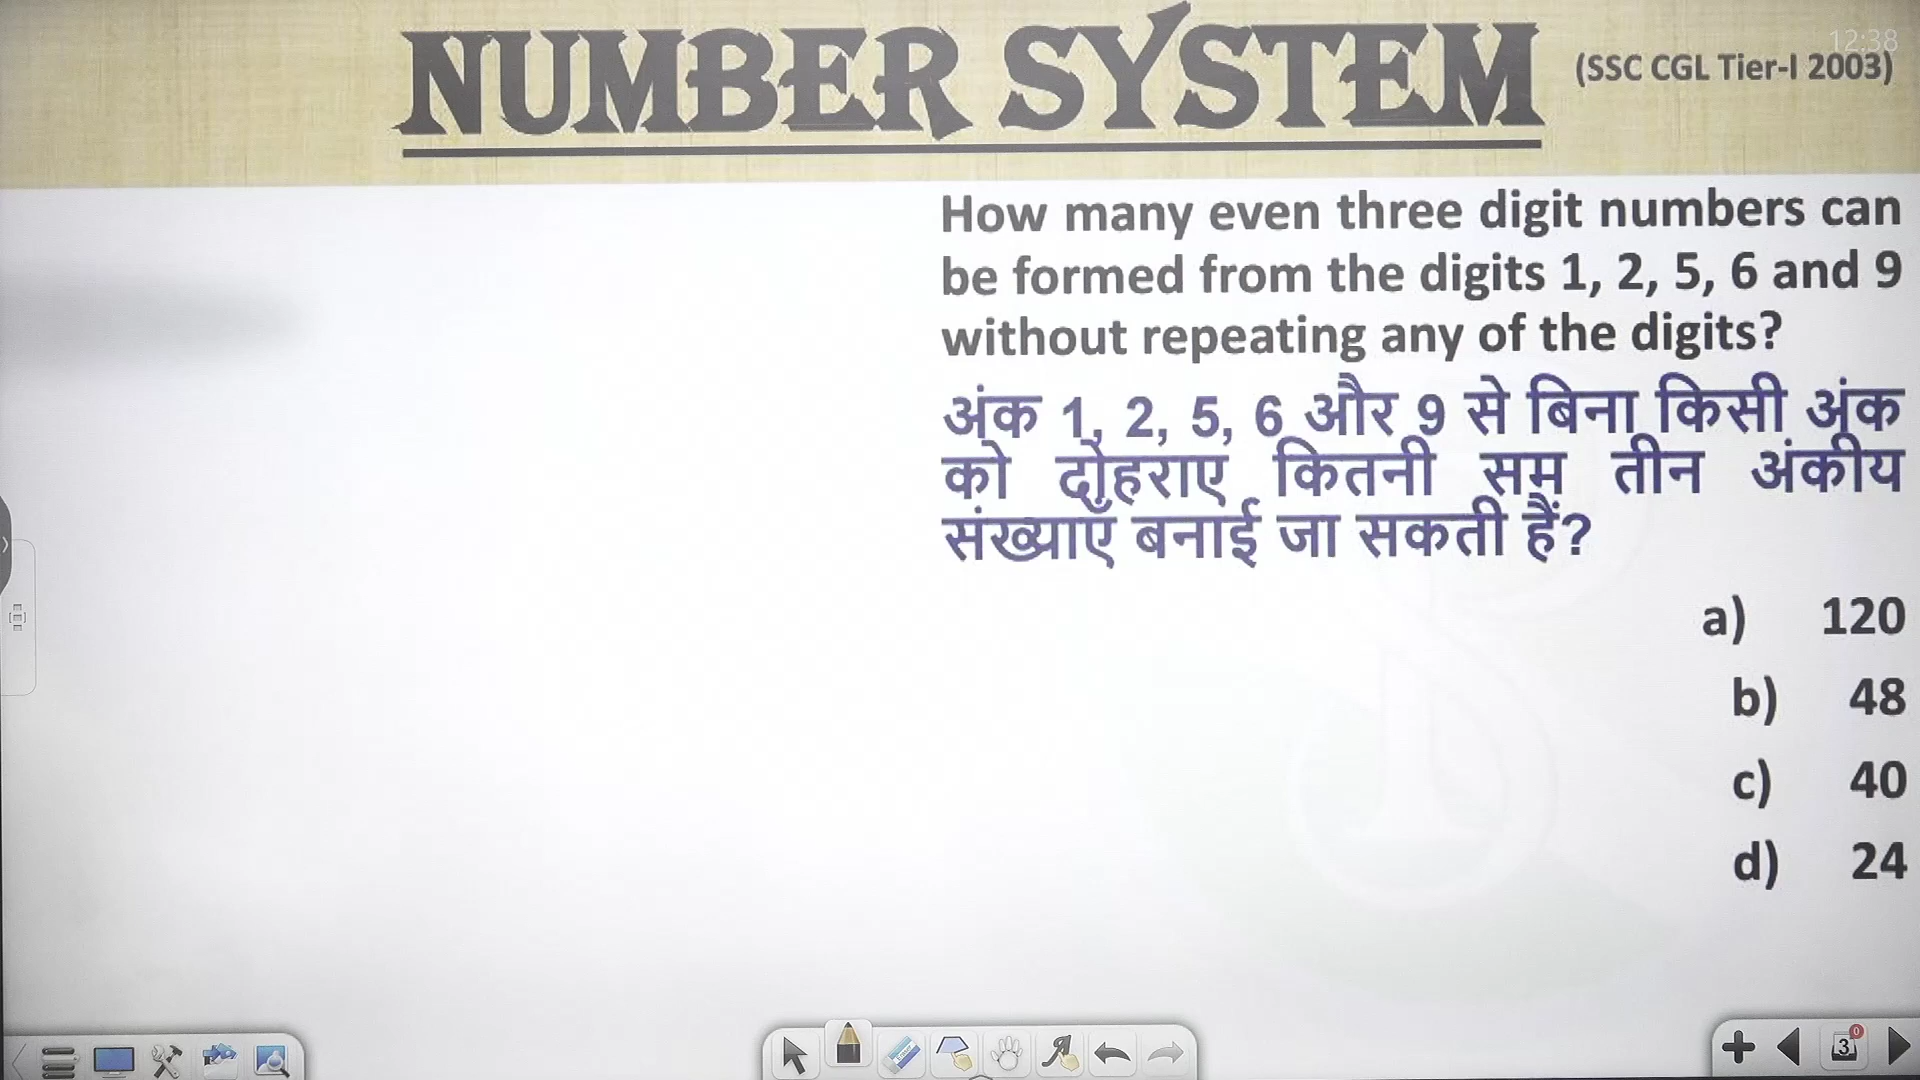 NUMBER SYSTEM
12:38
(SSC CGL Tier-I 2003)
How many even three digit numbers can
be formed from the digits 1, 2, 5, 6 and 9
without repeating any of the digits?
अंक 1, 2, 5, 6 और 9 से बिना किसी अंक
को दोहराए कितनी सम तीन अंकीय
संख्याएँ बनाई जा सकती हैं?
a) 120
b) 48
c) 40
d) 24
3
0